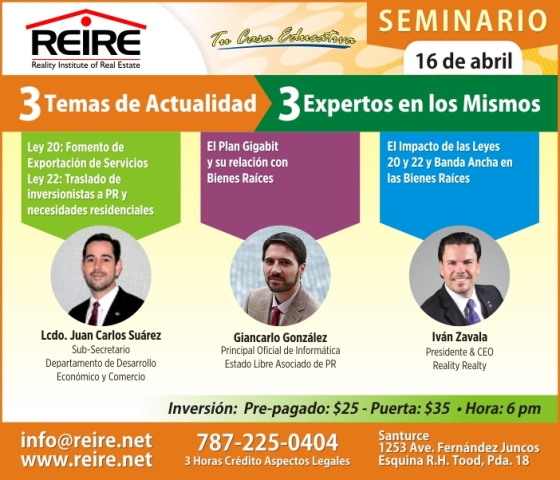 REIRE
Reality Institute of Real Estate
Tu Casa Educativa
SEMINARIO
16 de abril
3 Temas de Actualidad
3 Expertos en los Mismos
Ley 20: Fomento de
Exportación de Servicios
Ley 22: Traslado de
inversionistas a PR y
necesidades residenciales
El Plan Gigabit
y su relación con
Bienes Raíces
El Impacto de las Leyes
20 y 22 y Banda Ancha en
las Bienes Raíces
Lcdo. Juan Carlos Suárez
Sub-Secretario
Departamento de Desarrollo
Económico y Comercio
Giancarlo González
Principal Oficial de Informática
Estado Libre Asociado de PR
Iván Zavala
Presidente & CEO
Reality Realty
Inversión: Pre-pagado: $25 - Puerta: $35 • Hora: 6 pm
info@reire.net
www.reire.net
787-225-0404
3 Horas Crédito Aspectos Legales
Santurce
1253 Ave. Fernández Juncos
Esquina R.H. Tood, Pda. 18